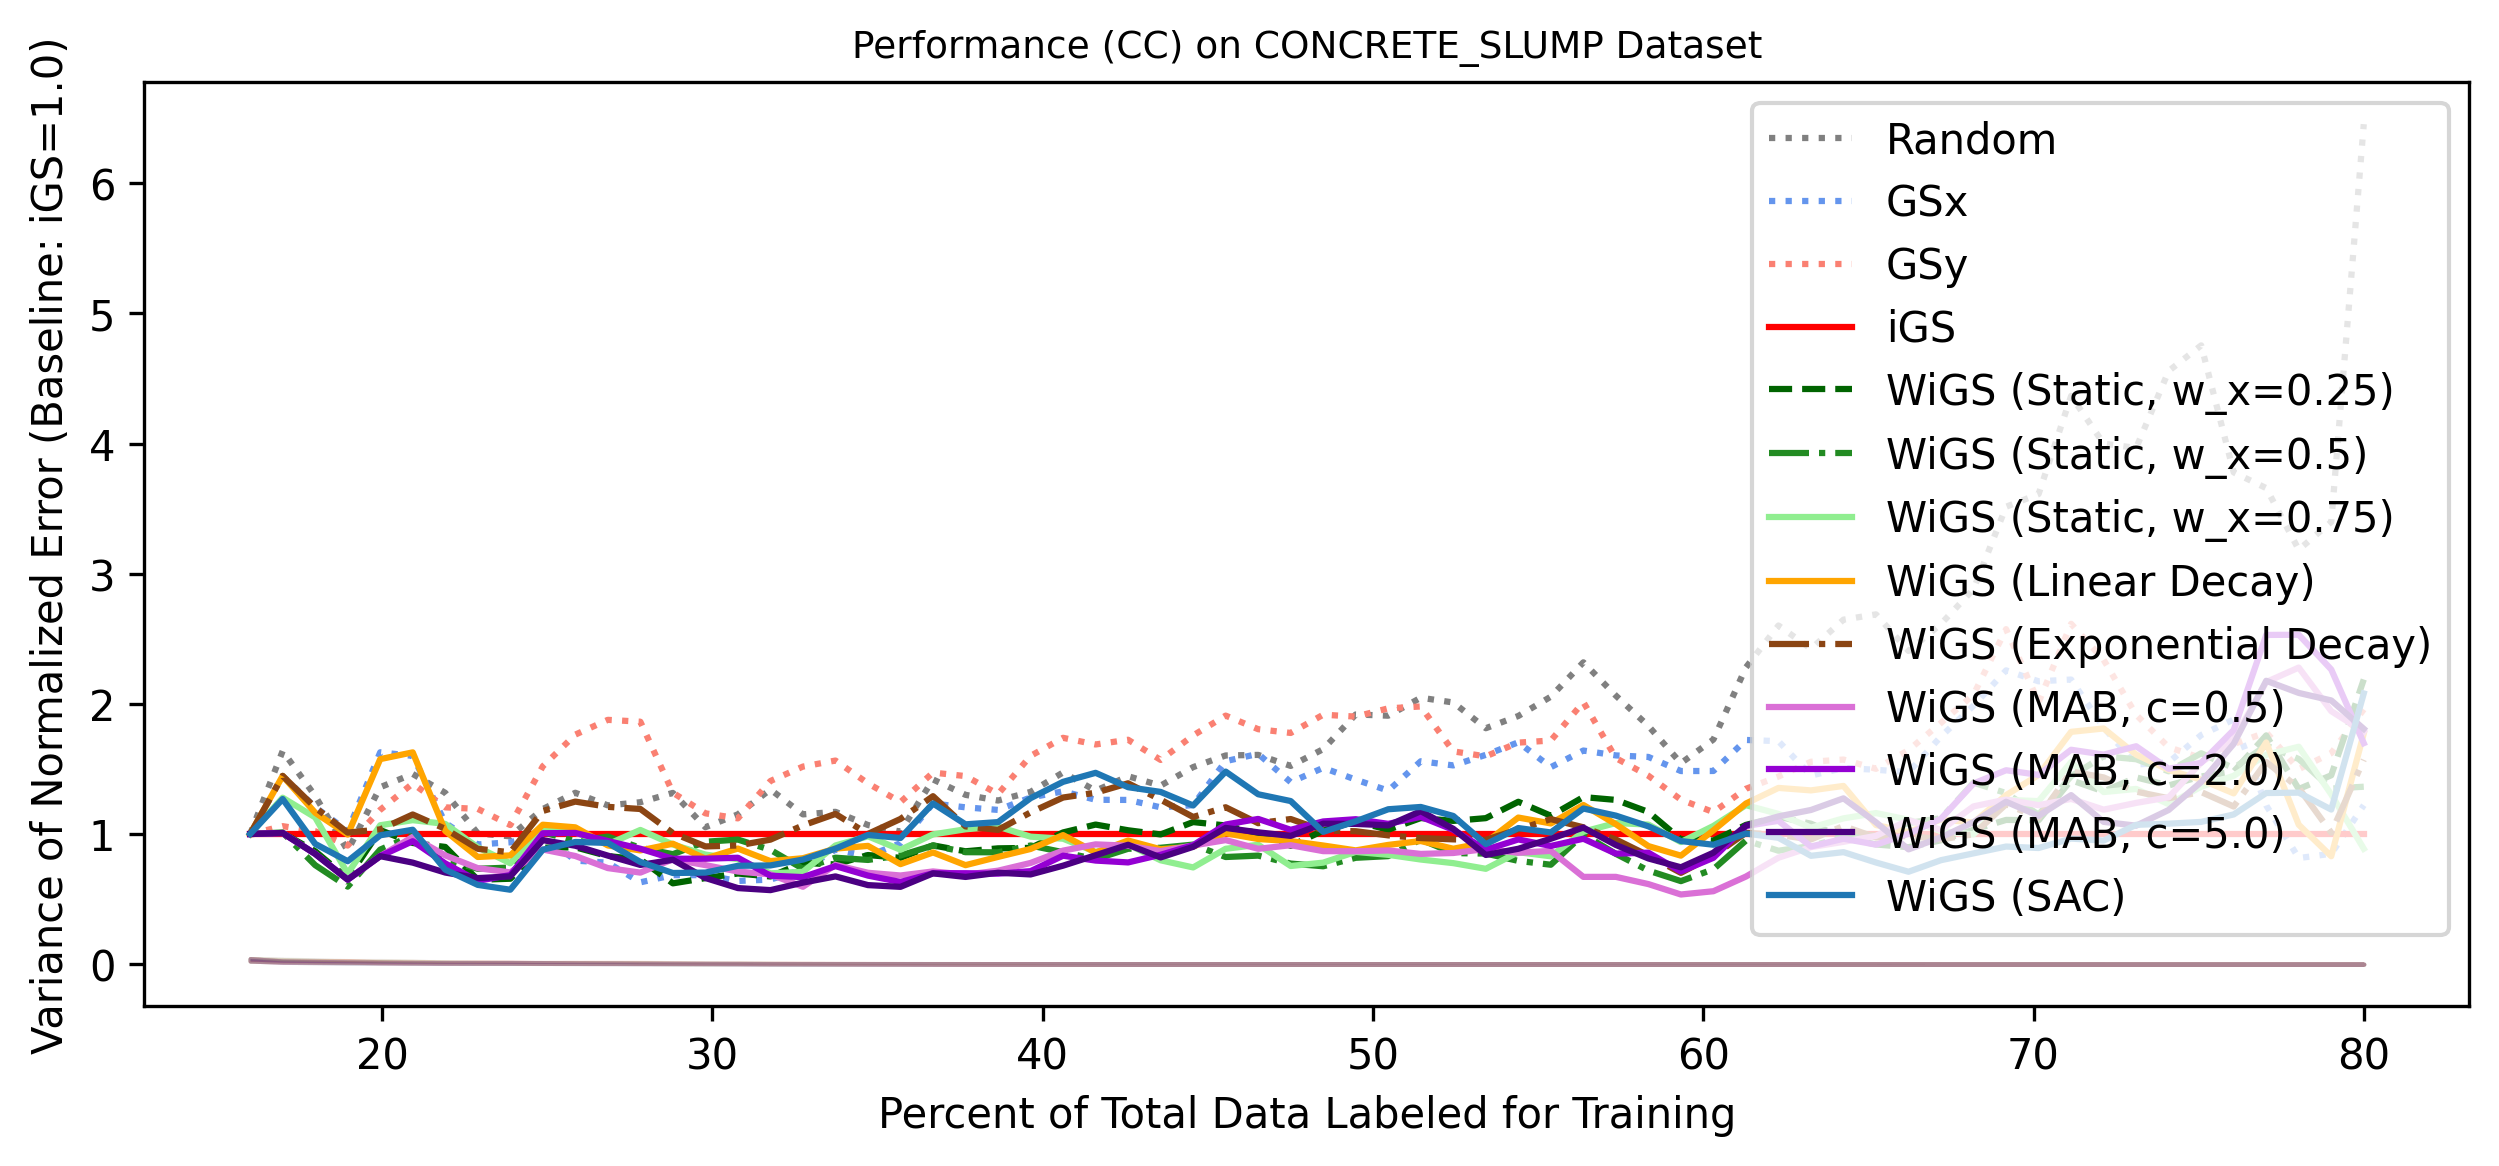 Performance (CC) on CONCRETE_SLUMP Dataset
Variance of Normalized Error (Baseline: iGS=1.0)
6
5
4
3
2
1
0
20
30
40
50
60
70
80
Percent of Total Data Labeled for Training
Random
GSx
GSy
iGS
WiGS (Static, w_x=0.25)
WiGS (Static, w_x=0.5)
WiGS (Static, w_x=0.75)
WiGS (Linear Decay)
WiGS (Exponential Decay)
WiGS (MAB, c=0.5)
WiGS (MAB, c=2.0)
WiGS (MAB, c=5.0)
WiGS (SAC)